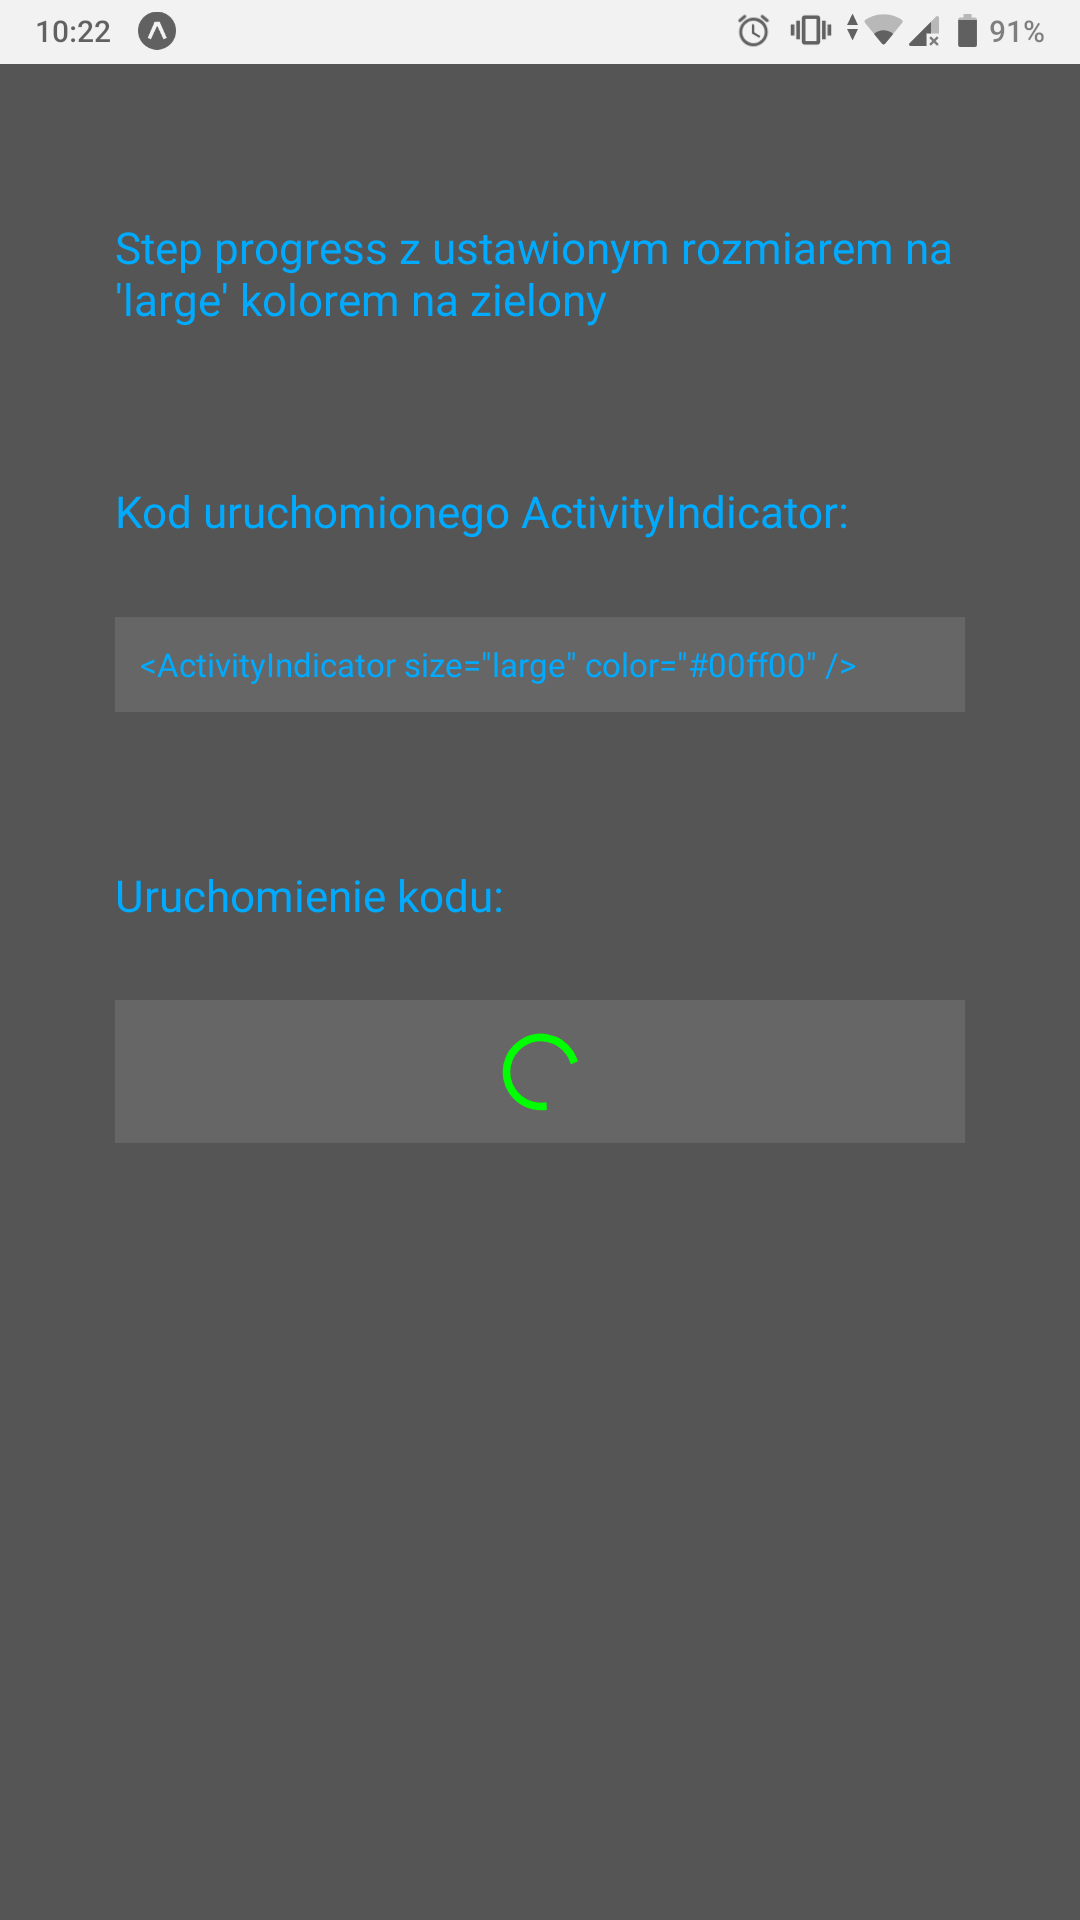 10:22
91%
Step progress z ustawionym rozmiarem na
'large' kolorem na zielony
Kod uruchomionego ActivityIndicator:
<ActivityIndicator size="large" color="#00ff00" />
Uruchomienie kodu: